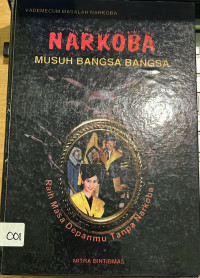 VADEMECUM MASALAH NARKOBA
NARKOBA
MUSUH BANGSA BANGSA
Raih Masa Depanmu Tanpa Narkoba
MITRA BINTIBMAS
001